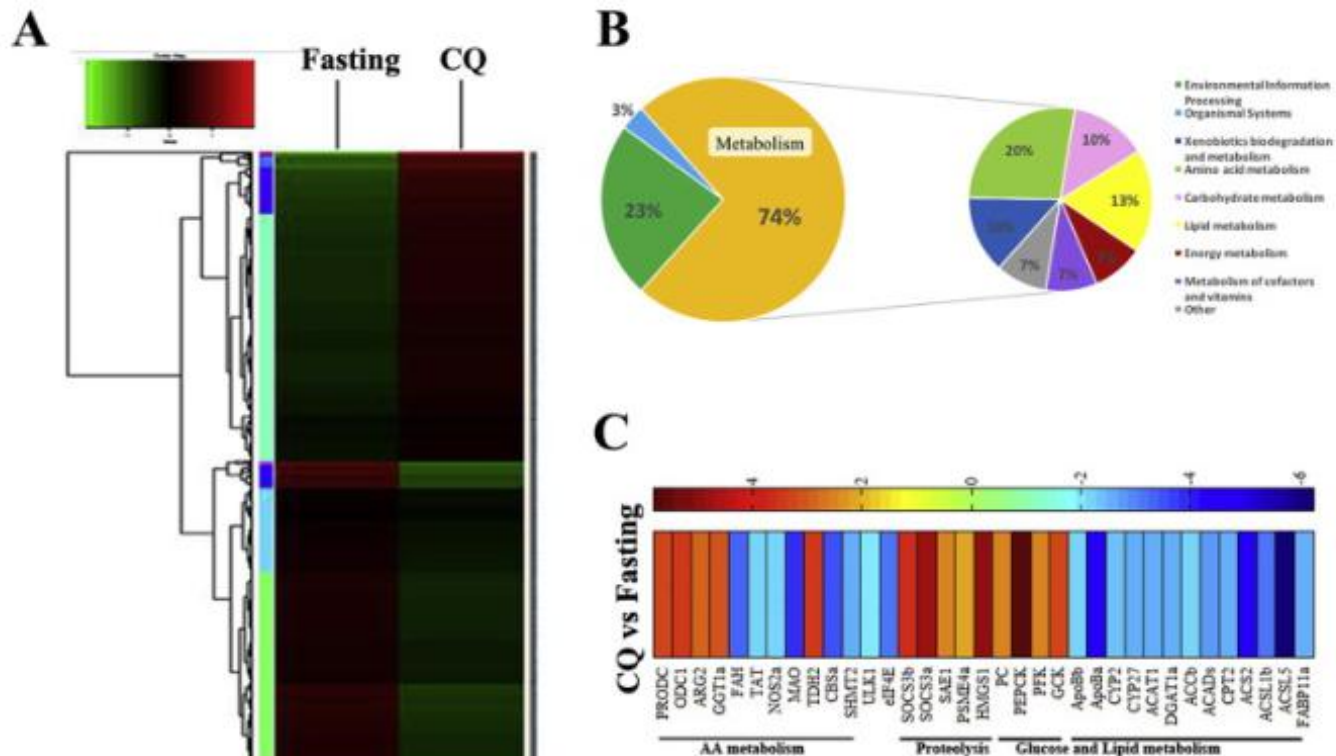 A
Fasting CQ
B
3%
Metabolism
23%
74%
20%
10%
13%
7%
7%
Environmental Information
Processing
Organismal Systems
Xenobiotics biodegradation
and metabolism
Amino acid metabolism
Carbohydrate metabolism
Lipid metabolism
Energy metabolism
Metabolism of cofactors
and vitamins
Other
C
4 2 0 -2 -4 -6
CQ vs Fasting
PRODC
ODC1
ARG2
GGT1a
FAH
TAT
NOS2a
MAO
TDH2
CBSa
SHMT2
ULK1
eIF4E
SOCS3b
SOCS3a
SAE1
PSME4a
HMGS1
PC
PEPCK
PFK
GCK
ApoBb
ApoBa
CYP2
CYP27
ACAT1
DGAT1a
ACCb
ACADs
CPT2
ACS2
ACSL1b
ACSL5
FABP11a
AA metabolism Proteolysis Glucose and Lipid metabolism